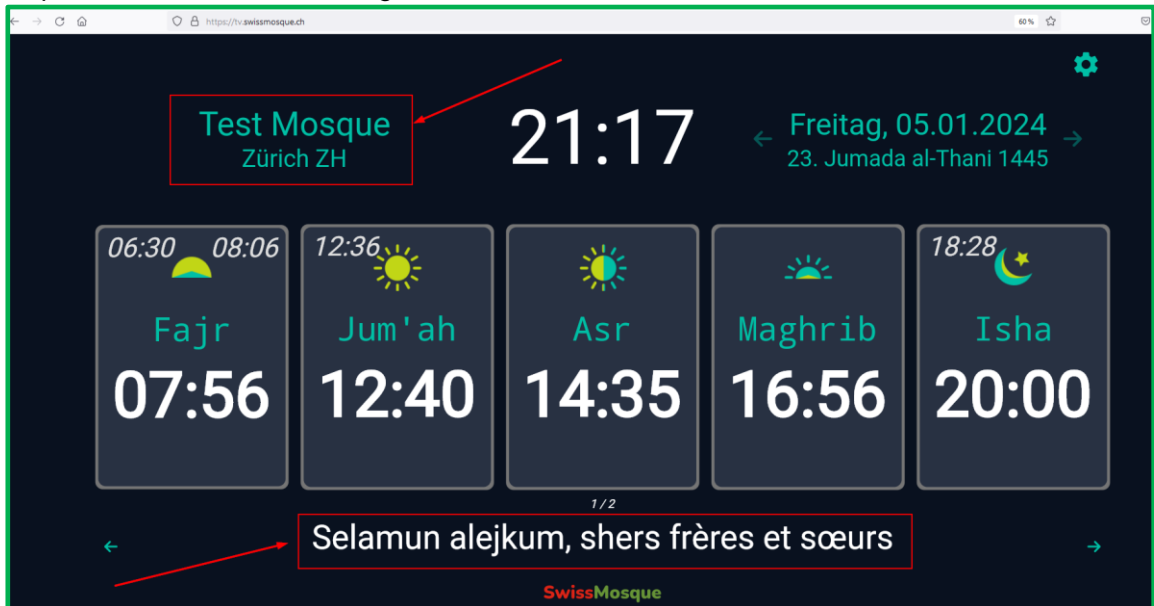 https://tv.swissmosque.ch
60 %
Test Mosque
Zürich ZH
21:17
Freitag, 05.01.2024
23. Jumada al-Thani 1445
06:30 08:06
Fajr
07:56
12:36
Jum'ah
12:40
Asr
14:35
Maghrib
16:56
18:28
Isha
20:00
1/2
Selamun alejkum, shers frères et sœurs
SwissMosque